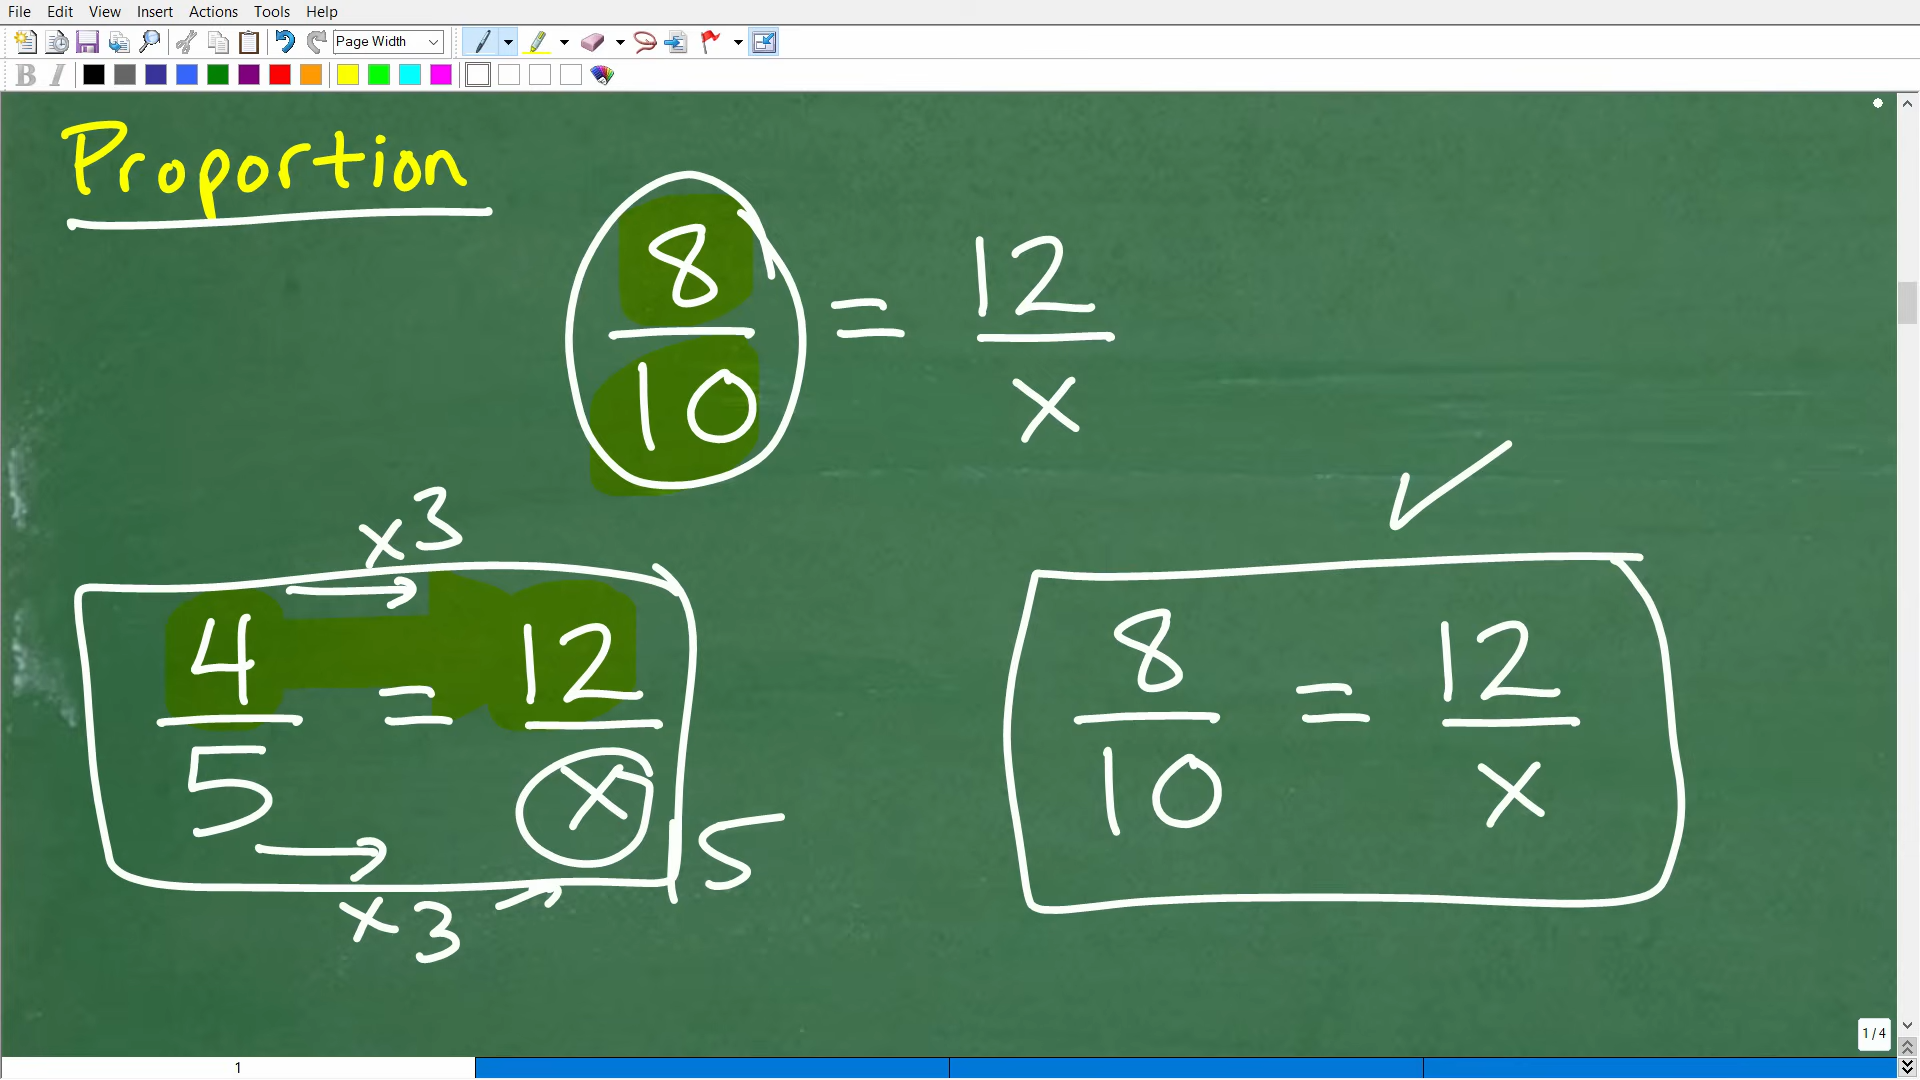 File Edit View Insert Actions Tools Help
Page Width
B I
Proportion
8/10 = 12/x
x3
4/5 = 12/x
15
x3
8/10 = 12/x
1 / 4
1